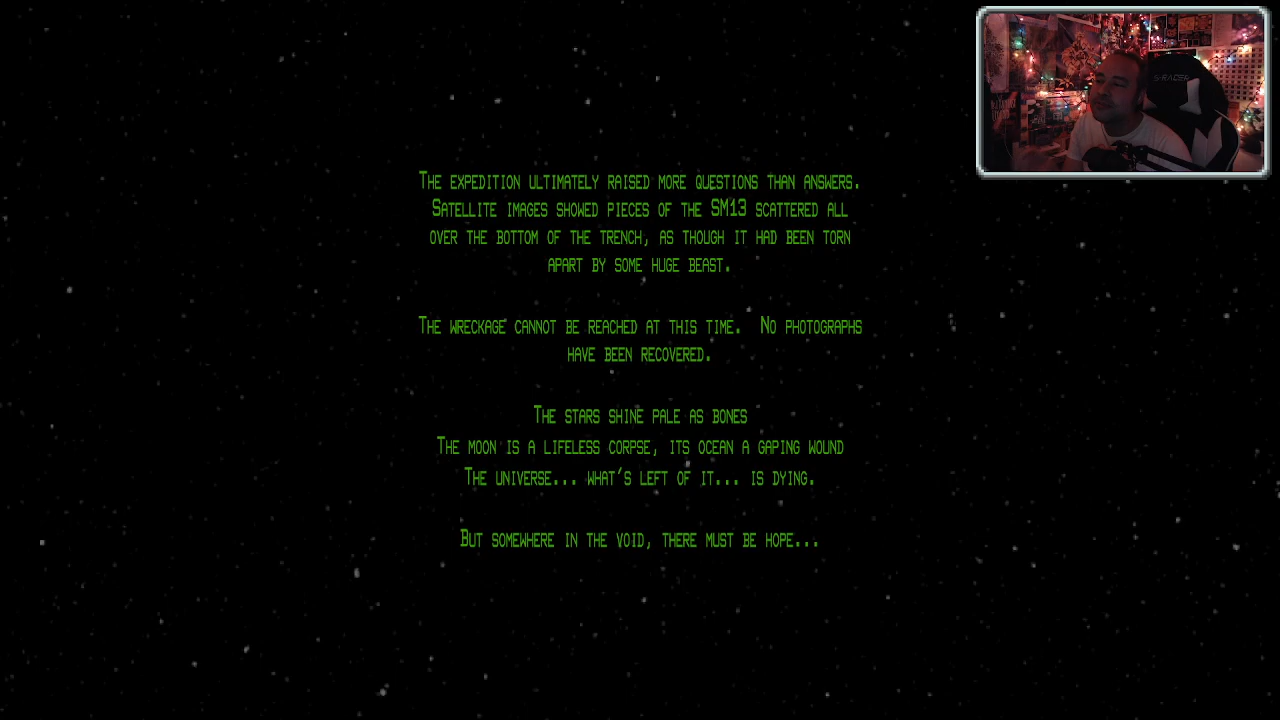 The expedition ultimately raised more questions than answers.
Satellite images showed pieces of the SM13 scattered all
over the bottom of the trench, as though it had been torn
apart by some huge beast.
The wreckage cannot be reached at this time. No photographs
have been recovered.
The stars shine pale as bones
The moon is a lifeless corpse, its ocean a gaping wound
The universe... what's left of it... is dying.
But somewhere in the void, there must be hope...